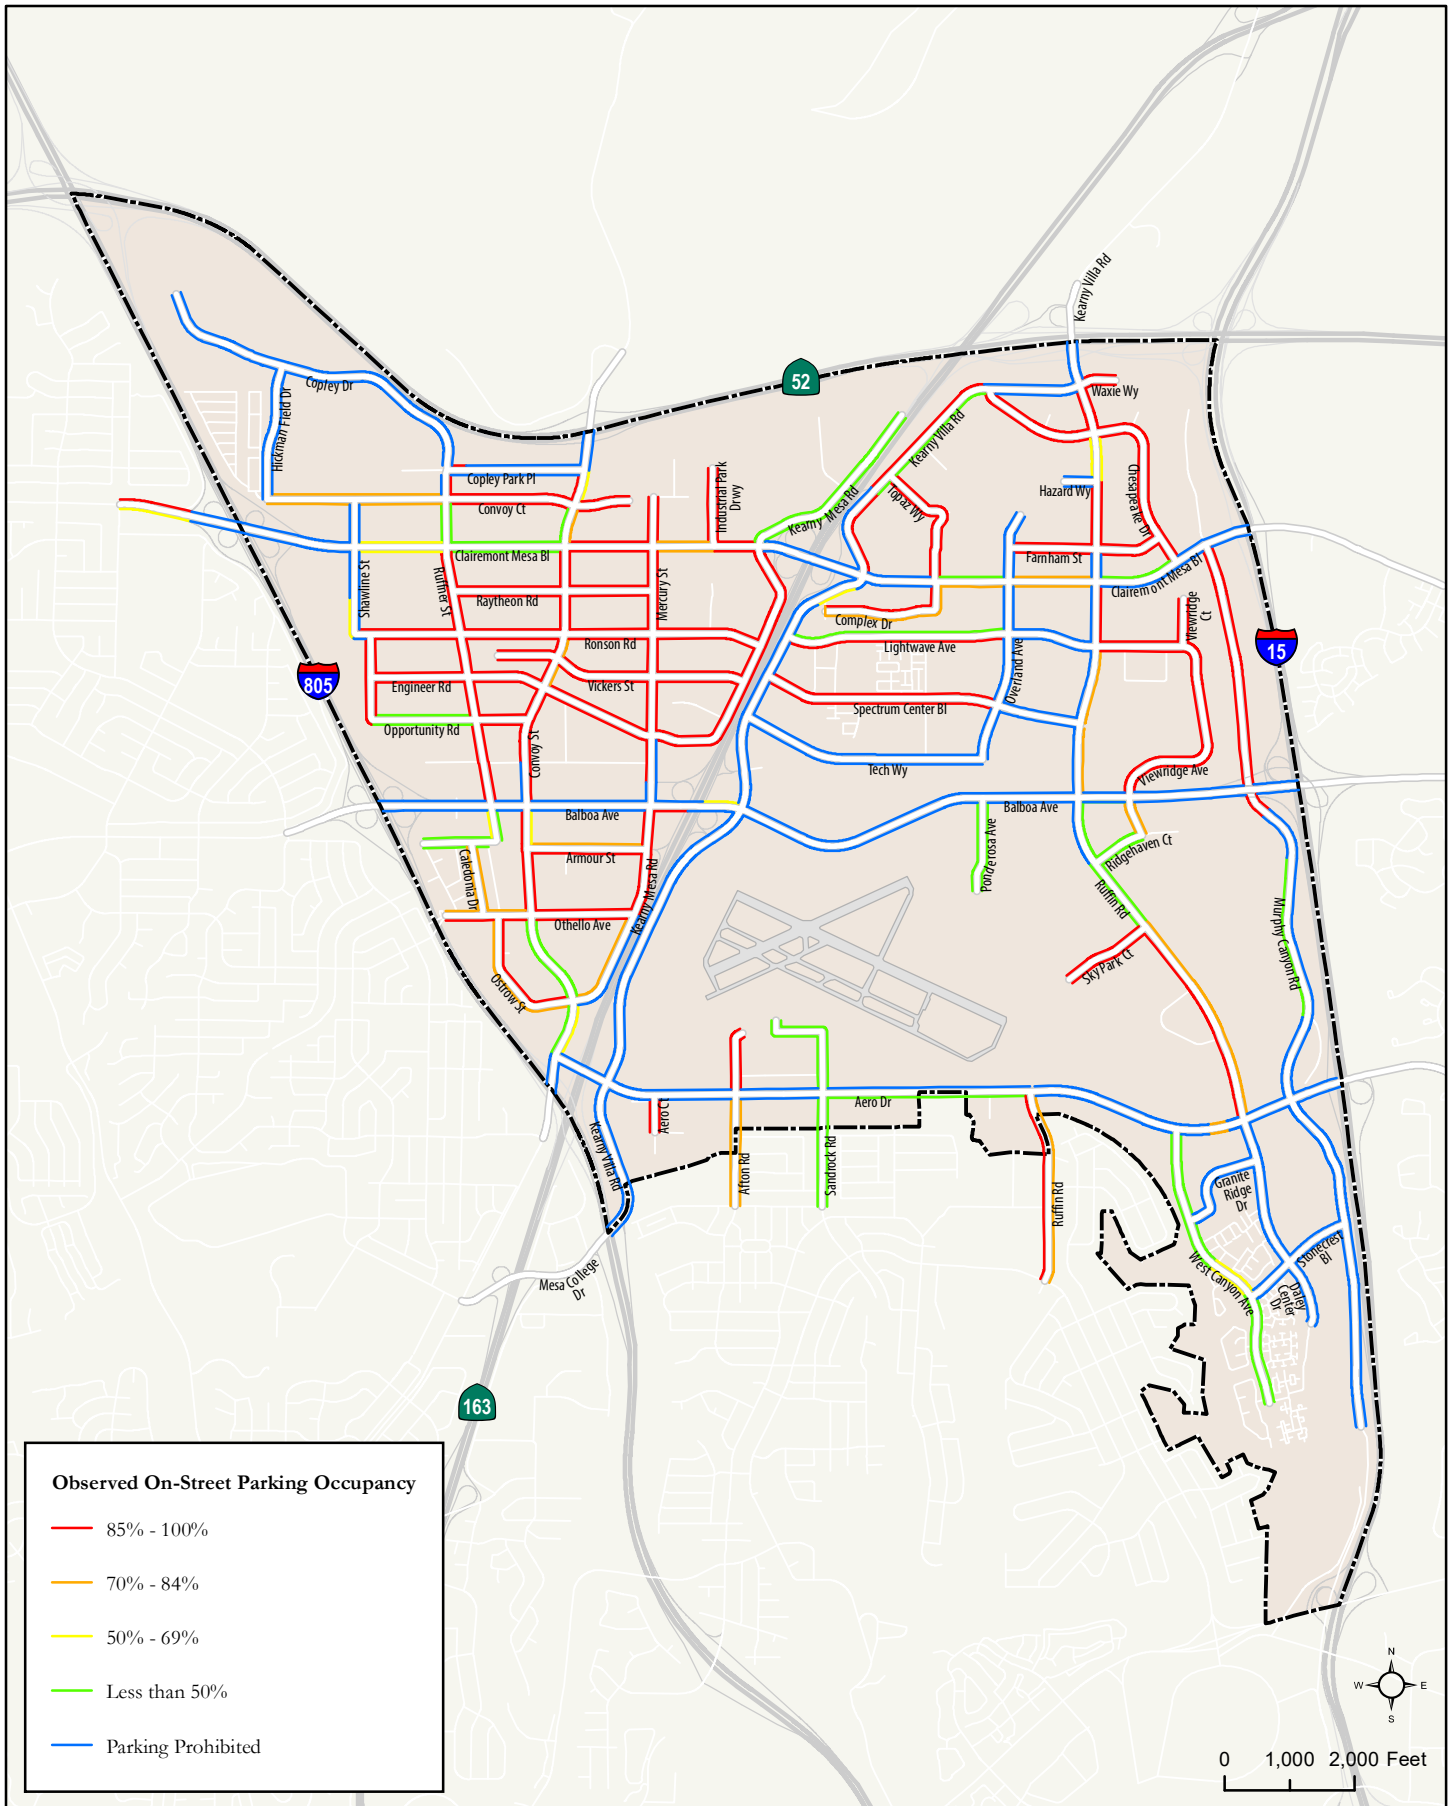 Kearny Villa Rd
52
Copley Dr
Waxie Wy
Hickman Field Dr
Kearny Villa Rd
Copley Park Pl
Industrial Park
Drwy
Chesapeake Dr
Hazard Wy
Topaz Wy
Convoy Ct
Kearny Mesa Rd
Clairemont Mesa Bl
Farnham St
Shawline St
Ruffner St
Mercury St
Clairemont Mesa Bl
Raytheon Rd
Viewridge
Ct
Complex Dr
Ronson Rd
Lightwave Ave
15
805
Engineer Rd
Vickers St
Overland Ave
Spectrum Center Bl
Opportunity Rd
Convoy St
Tech Wy
Viewridge Ave
Balboa Ave
Balboa Ave
Armour St
Ponderosa Ave
Ridgehaven Ct
Caledonia Dr
Kearny Mesa Rd
Ruffin Rd
Othello Ave
Murphy Canyon Rd
Sky Park Ct
Ostrow St
Aero Dr
Aero Ct
Kearny Villa Rd
Afton Rd
Sandrock Rd
Ruffin Rd
Granite
Ridge
Dr
Stonecrest
Bl
West Canyon Ave
Daley
Center
Dr
Mesa College
Dr
163
Observed On-Street Parking Occupancy
85% - 100%
70% - 84%
50% - 69%
Less than 50%
Parking Prohibited
N
W
E
S
0 1,000 2,000 Feet